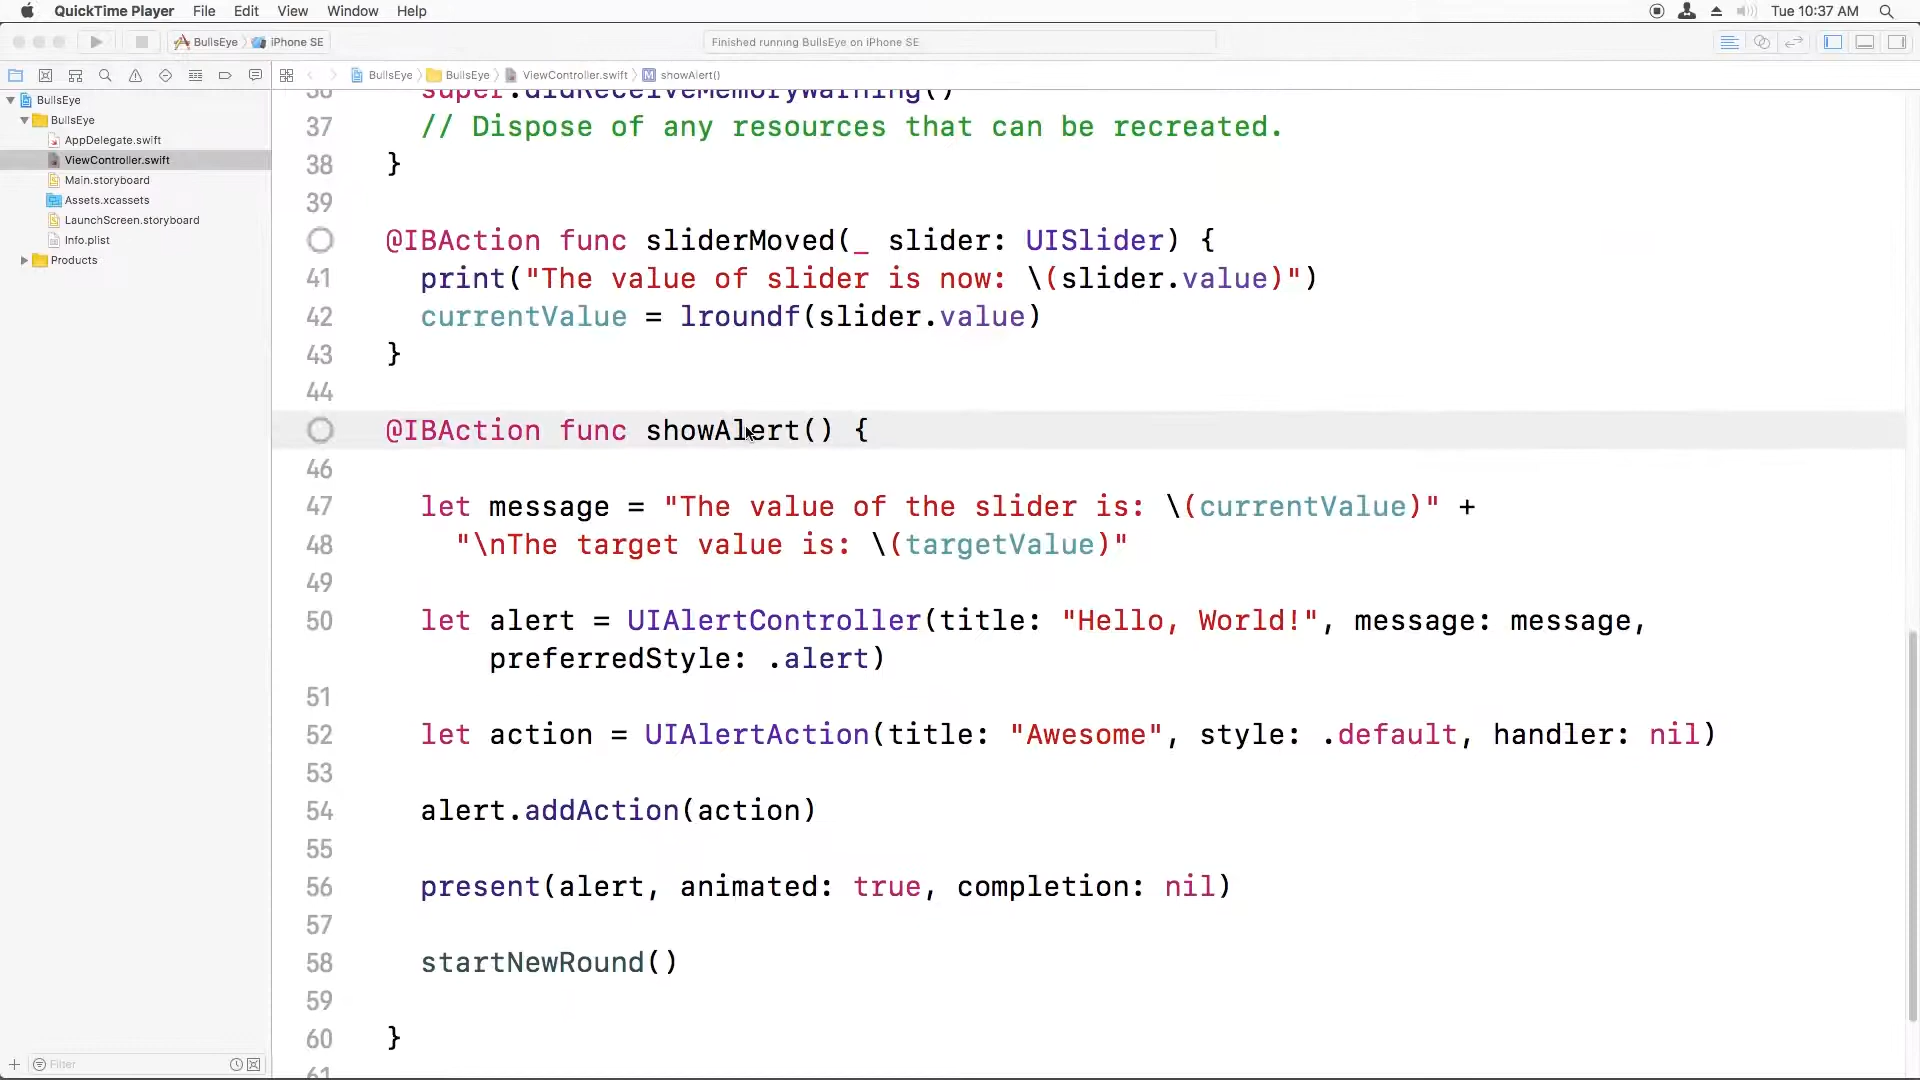 QuickTime Player File Edit View Window Help Tue 10:37 AM
BullsEye iPhone SE Finished running BullsEye on iPhone SE
BullsEye BullsEye ViewController.swift M showAlert()
BullsEye
BullsEye
AppDelegate.swift
ViewController.swift
Main.storyboard
Assets.xcassets
LaunchScreen.storyboard
Info.plist
Products
36 super.didReceiveMemoryWarning()
37 // Dispose of any resources that can be recreated.
38 }
39
@IBAction func sliderMoved(_ slider: UISlider) {
41 print("The value of slider is now: \(slider.value)")
42 currentValue = lroundf(slider.value)
43 }
44
@IBAction func showAlert() {
46
47 let message = "The value of the slider is: \(currentValue)" +
48 "\nThe target value is: \(targetValue)"
49
50 let alert = UIAlertController(title: "Hello, World!", message: message,
preferredStyle: .alert)
51
52 let action = UIAlertAction(title: "Awesome", style: .default, handler: nil)
53
54 alert.addAction(action)
55
56 present(alert, animated: true, completion: nil)
57
58 startNewRound()
59
60 }
61
Filter